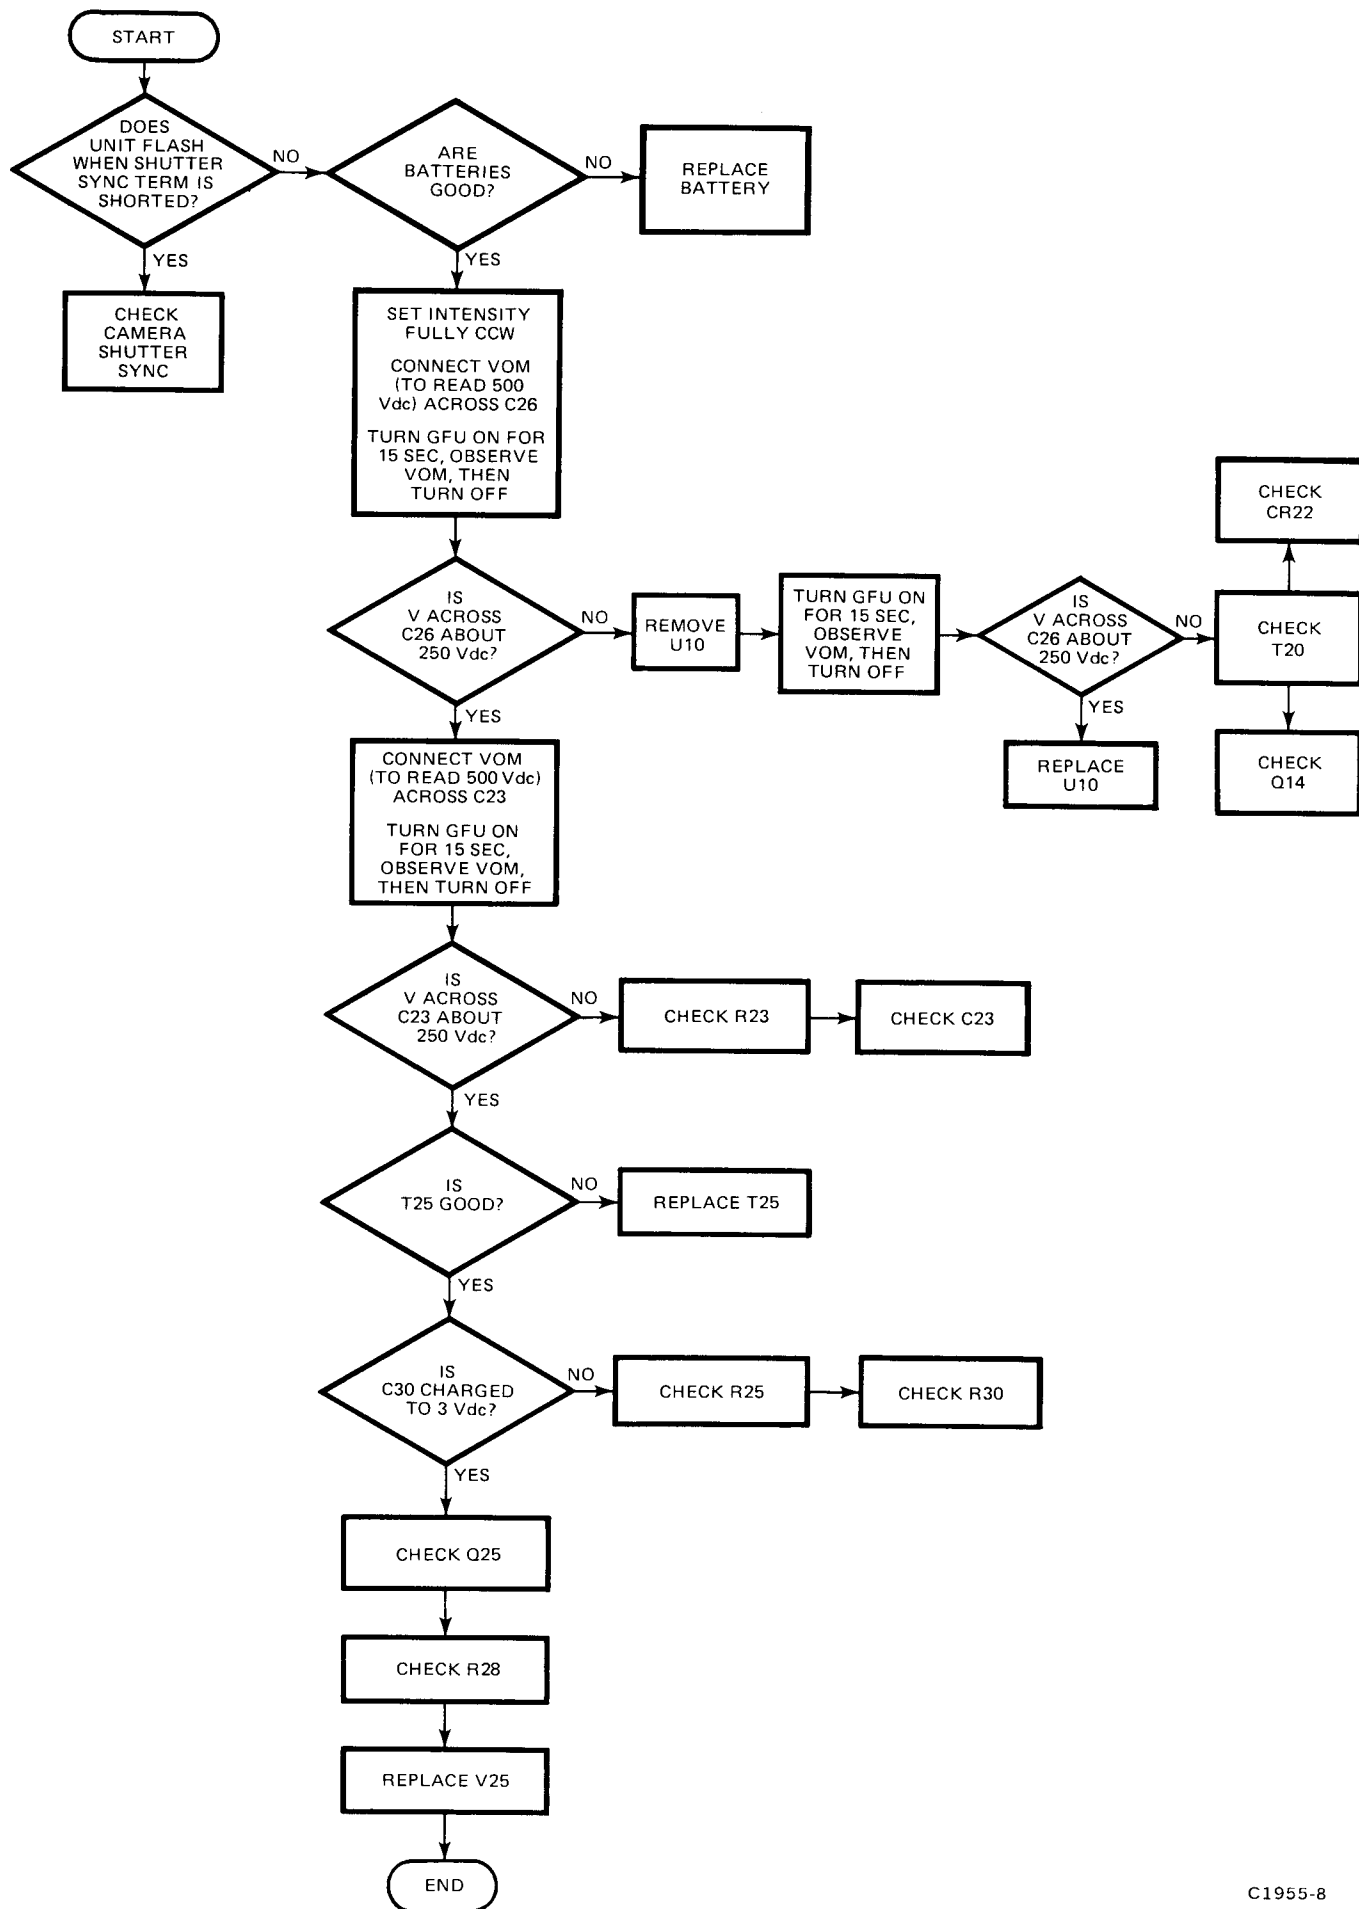 START
DOES
UNIT FLASH
WHEN SHUTTER
SYNC TERM IS
SHORTED?
NO
ARE
BATTERIES
GOOD?
NO
REPLACE
BATTERY
YES
CHECK
CAMERA
SHUTTER
SYNC
YES
SET INTENSITY
FULLY CCW
CONNECT VOM
(TO READ 500
Vdc) ACROSS C26
TURN GFU ON FOR
15 SEC, OBSERVE
VOM, THEN
TURN OFF
IS
V ACROSS
C26 ABOUT
250 Vdc?
NO
REMOVE
U10
TURN GFU ON
FOR 15 SEC,
OBSERVE
VOM, THEN
TURN OFF
IS
V ACROSS
C26 ABOUT
250 Vdc?
NO
CHECK
T20
CHECK
CR22
CHECK
Q14
YES
REPLACE
U10
YES
CONNECT VOM
(TO READ 500 Vdc)
ACROSS C23
TURN GFU ON
FOR 15 SEC,
OBSERVE VOM,
THEN TURN OFF
IS
V ACROSS
C23 ABOUT
250 Vdc?
NO
CHECK R23
CHECK C23
YES
IS
T25 GOOD?
NO
REPLACE T25
YES
IS
C30 CHARGED
TO 3 Vdc?
NO
CHECK R25
CHECK R30
YES
CHECK Q25
CHECK R28
REPLACE V25
END
C1955-8